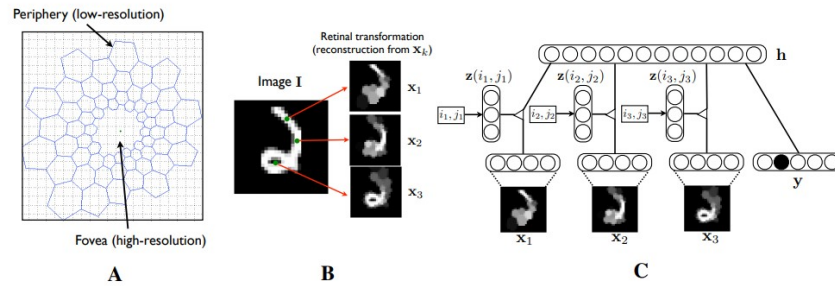 Periphery (low-resolution)
Fovea (high-resolution)
A
Retinal transformation
(reconstruction from x_k)
Image I
x_1
x_2
x_3
B
h
z(i_1, j_1)
z(i_2, j_2)
z(i_3, j_3)
i_1, j_1
i_2, j_2
i_3, j_3
y
x_1
x_2
x_3
C